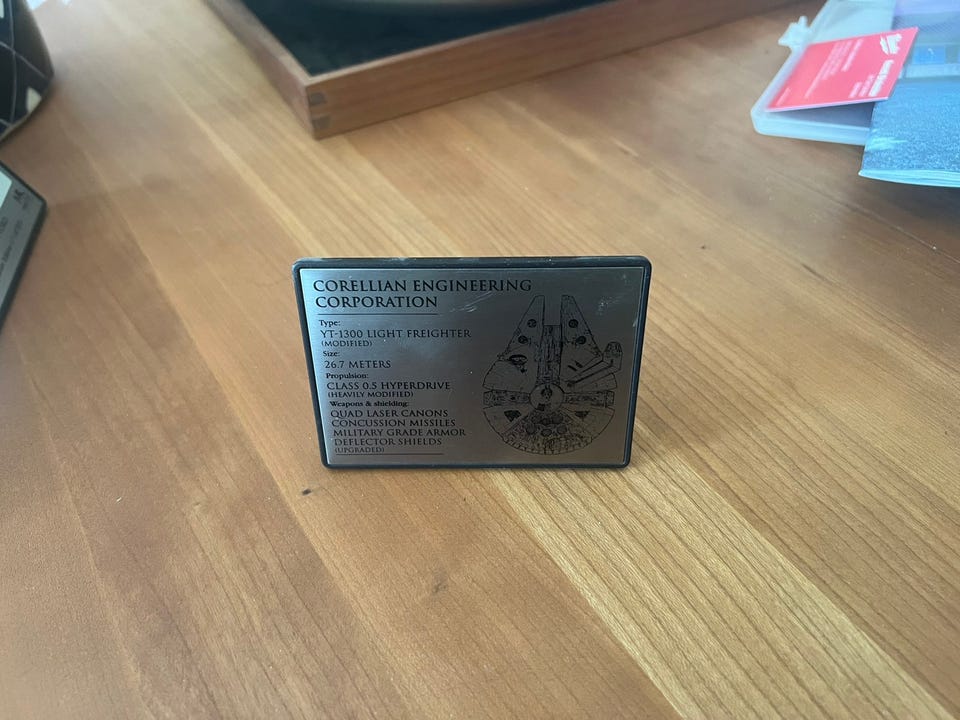 CORELLIAN ENGINEERING
CORPORATION
Type:
YT-1300 LIGHT FREIGHTER
(MODIFIED)
Size:
26.7 METERS
Propulsion:
CLASS 0.5 HYPERDRIVE
(HEAVILY MODIFIED)
Weapons & shielding:
QUAD LASER CANONS
CONCUSSION MISSILES
MILITARY GRADE ARMOR
DEFLECTOR SHIELDS
(UPGRADED)